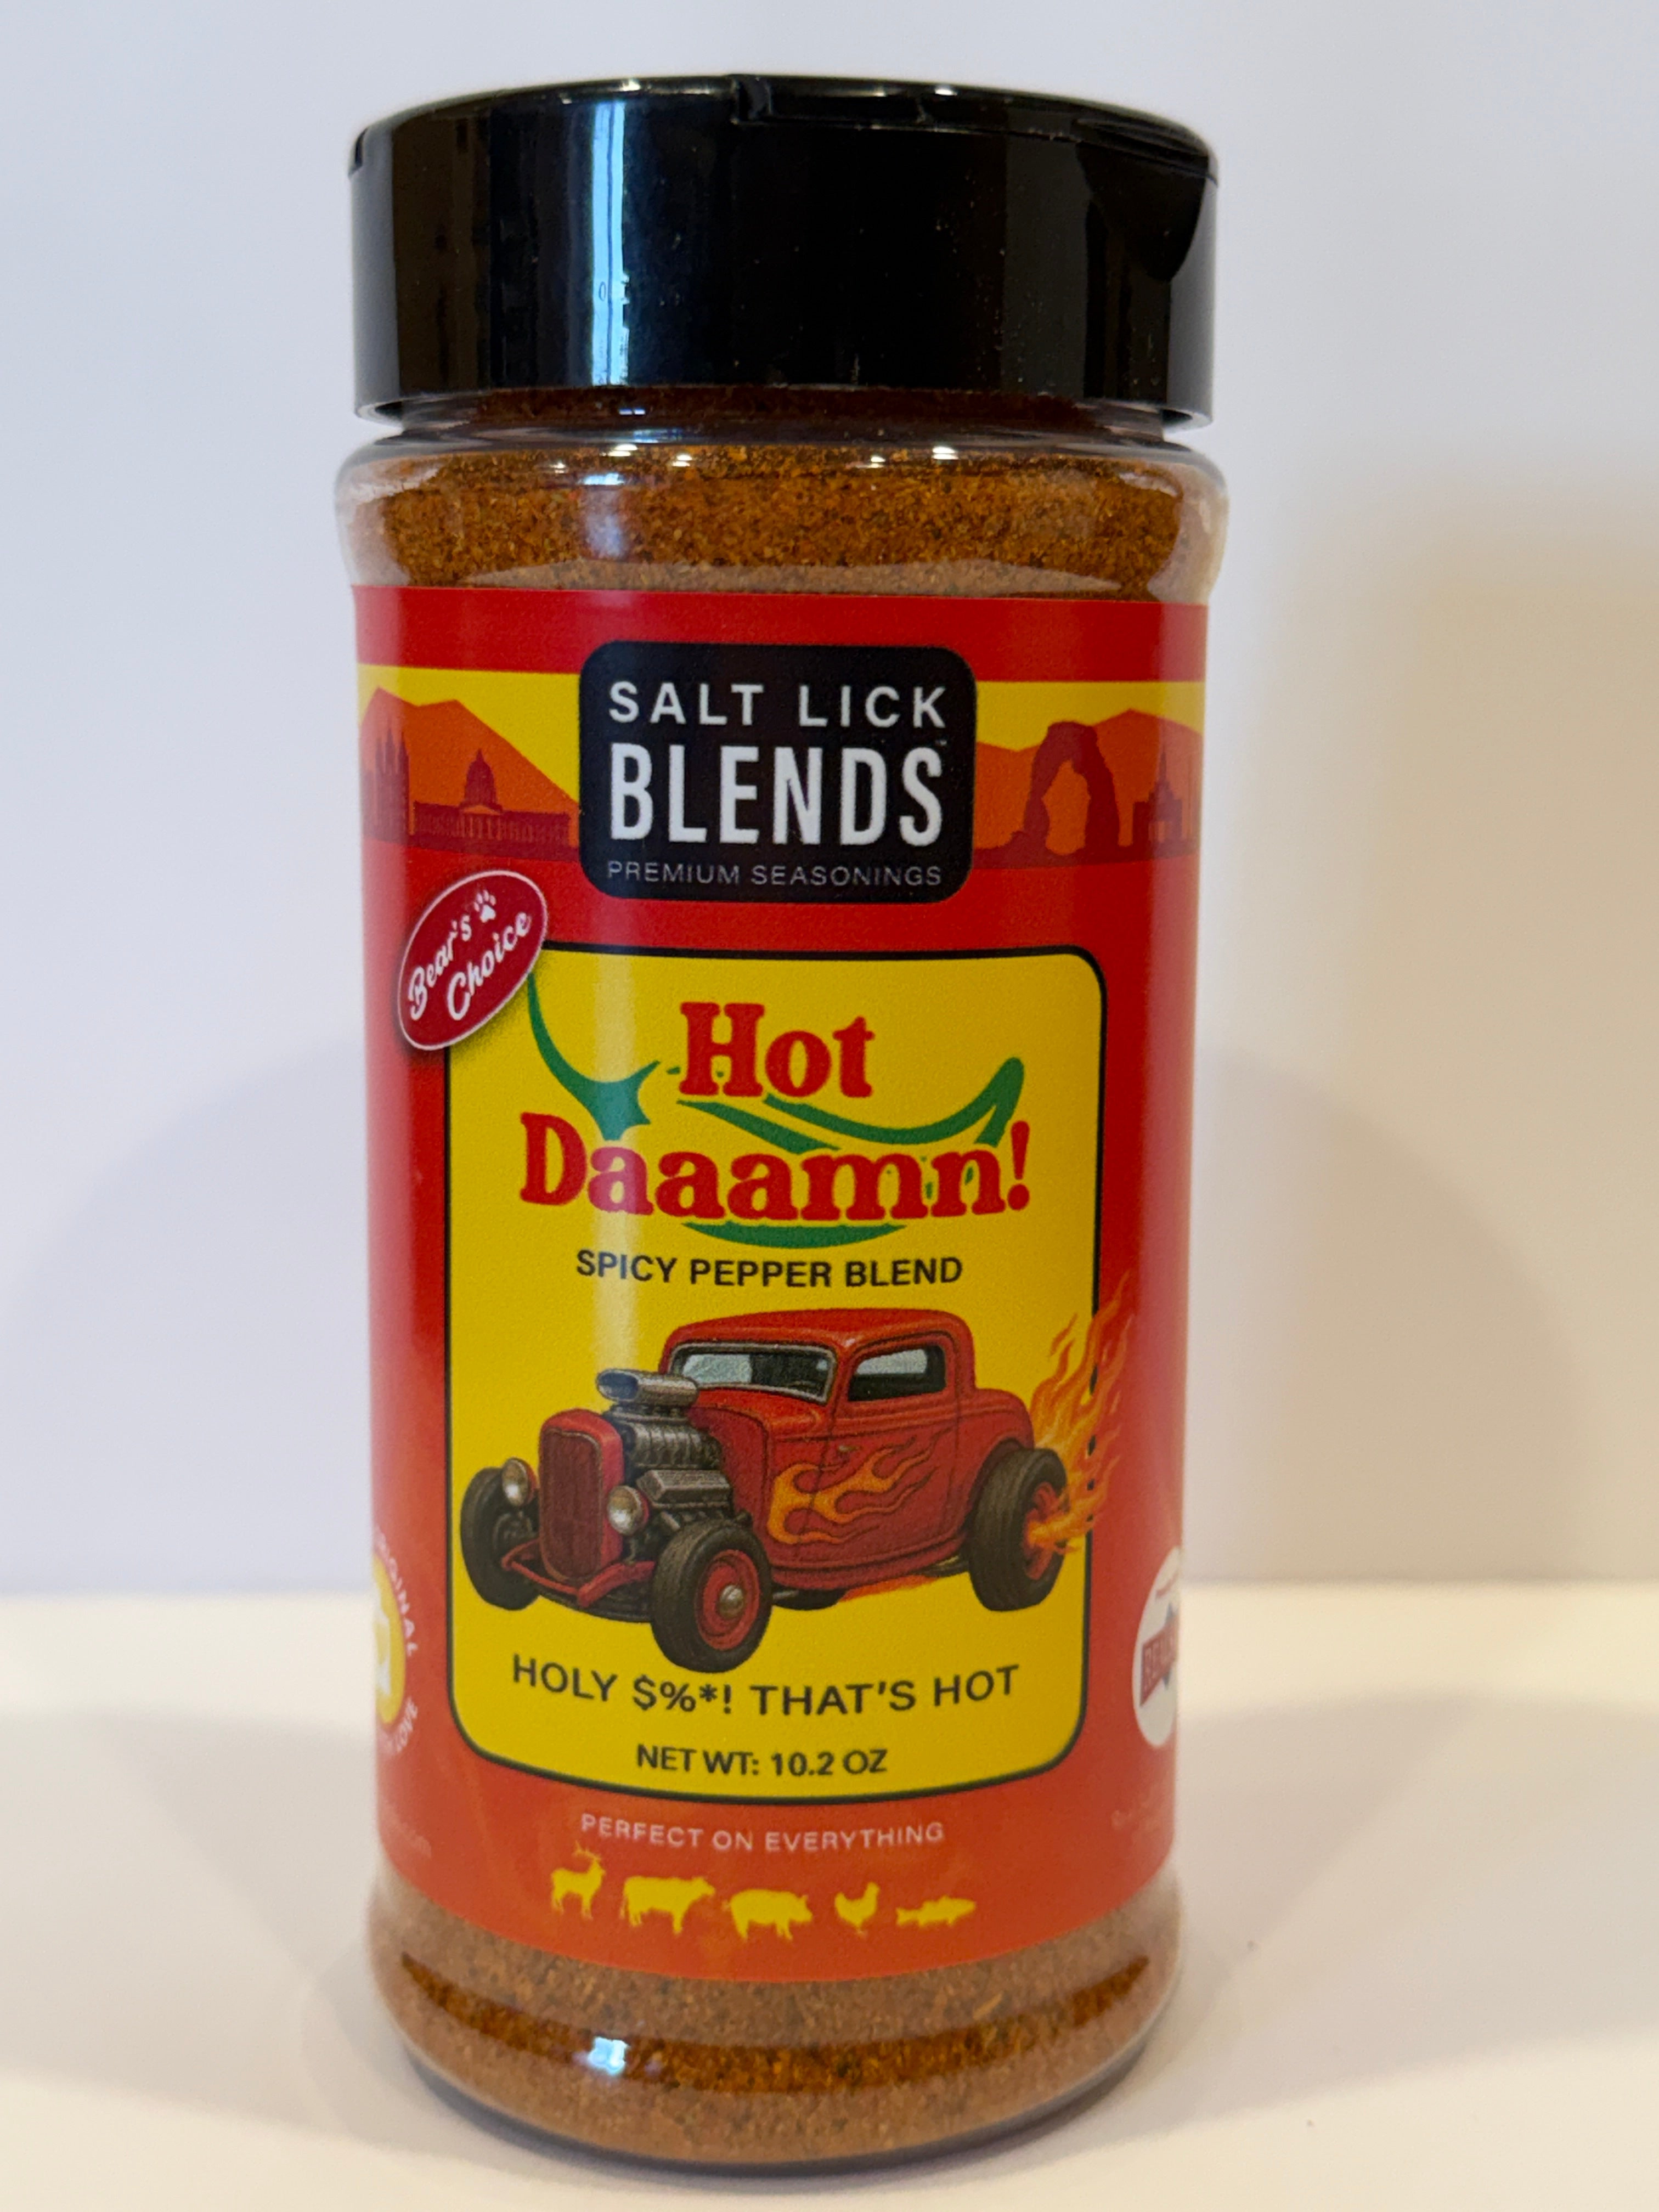 SALT LICK
BLENDS™
PREMIUM SEASONINGS
Bear's
Choice
Hot
Daaamn!
SPICY PEPPER BLEND
HOLY $%*! THAT'S HOT
NET WT: 10.2 OZ
PERFECT ON EVERYTHING